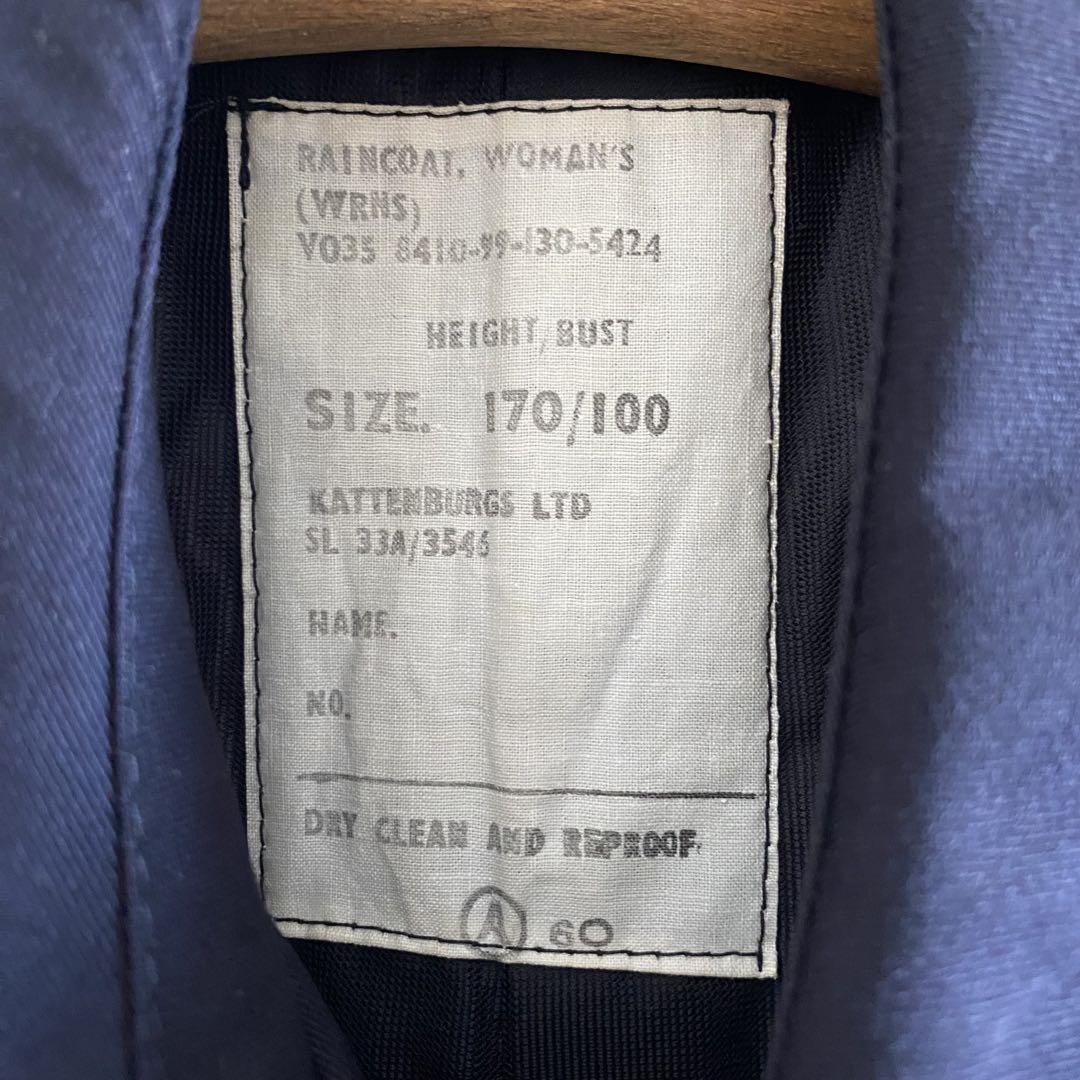 RAINCOAT, WOMAN'S
(WRNS)
V035 8410-99-130-5424
HEIGHT/BUST
SIZE. 170/100
KATTENBURGS LTD
SL 33A/3546
NAME.
NO.
DRY CLEAN AND REPROOF.
A 60